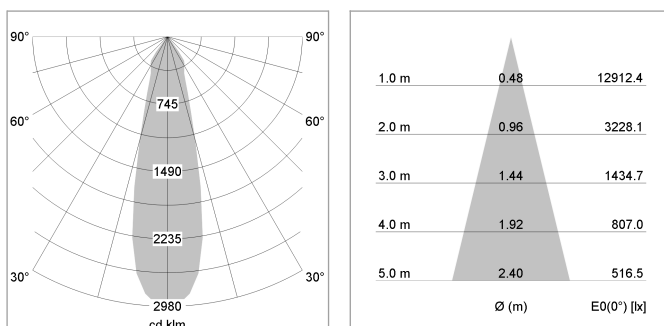 90° 90°
745
60° 60°
1490
2235
30° 30°
2980
cd klm
1.0 m 0.48 12912.4
2.0 m 0.96 3228.1
3.0 m 1.44 1434.7
4.0 m 1.92 807.0
5.0 m 2.40 516.5
Ø (m) E0(0°) [lx]